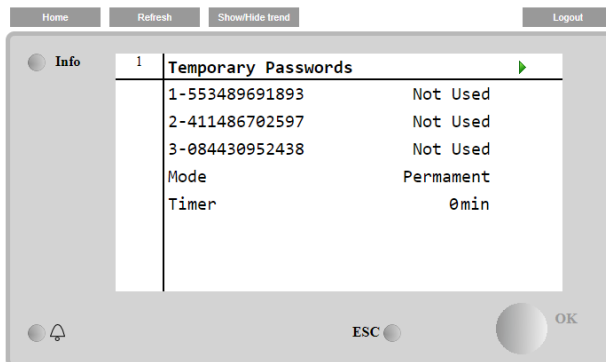 Home Refresh Show/Hide trend Logout
Info
1 Temporary Passwords
1-553489691893 Not Used
2-411486702597 Not Used
3-084430952438 Not Used
Mode Permament
Timer 0min
ESC OK